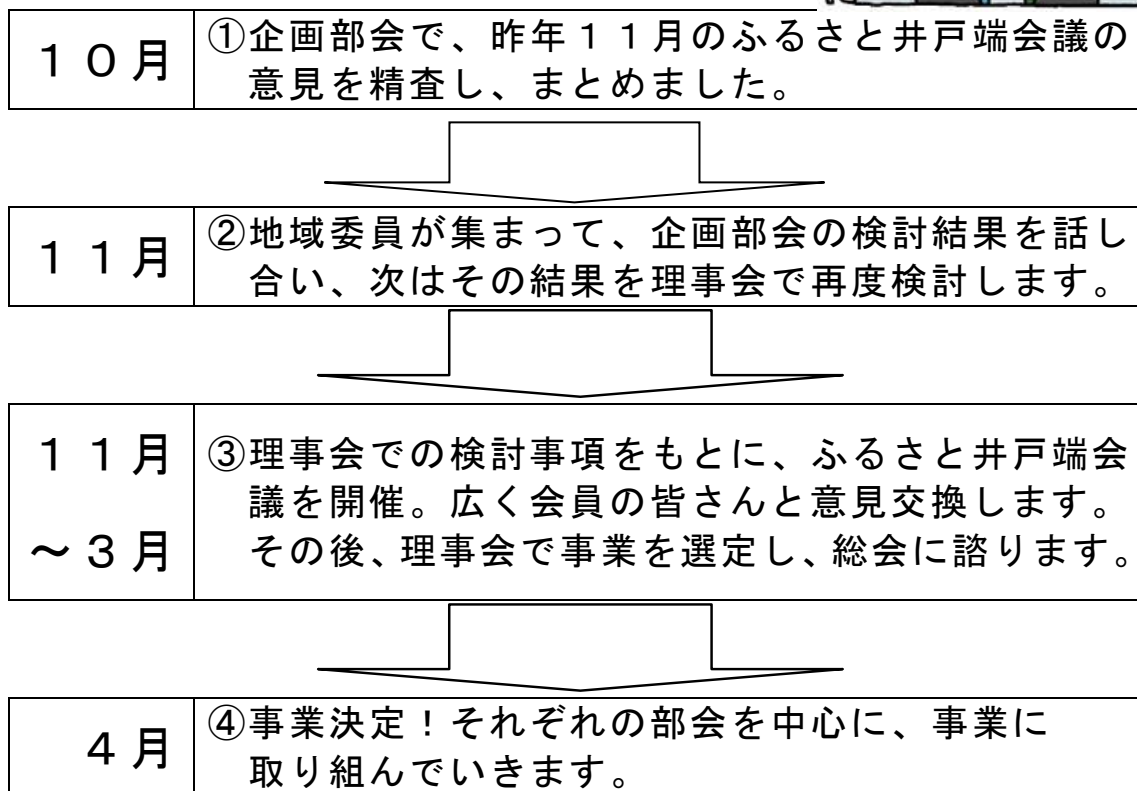 １０月
①企画部会で、昨年１１月のふるさと井戸端会議の
意見を精査し、まとめました。
１１月
②地域委員が集まって、企画部会の検討結果を話し
合い、次はその結果を理事会で再度検討します。
１１月
～３月
③理事会での検討事項をもとに、ふるさと井戸端会
議を開催。広く会員の皆さんと意見交換します。
その後、理事会で事業を選定し、総会に諮ります。
４月
④事業決定！それぞれの部会を中心に、事業に
取り組んでいきます。